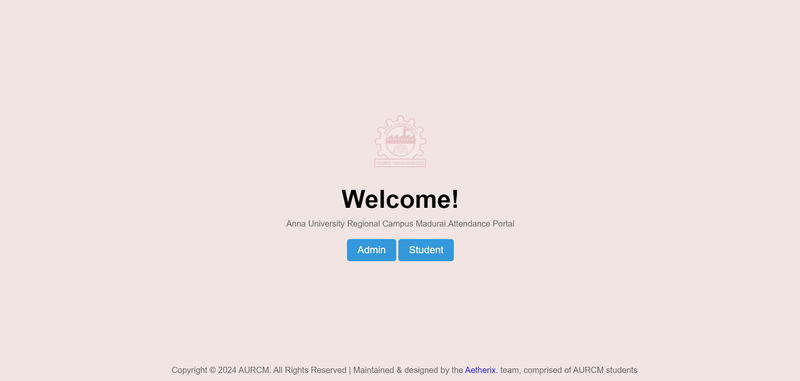 Welcome!
Anna University Regional Campus Madurai.Attendance Portal
Admin Student
Copyright © 2024 AURCM. All Rights Reserved | Maintained & designed by the Aetherix. team, comprised of AURCM students